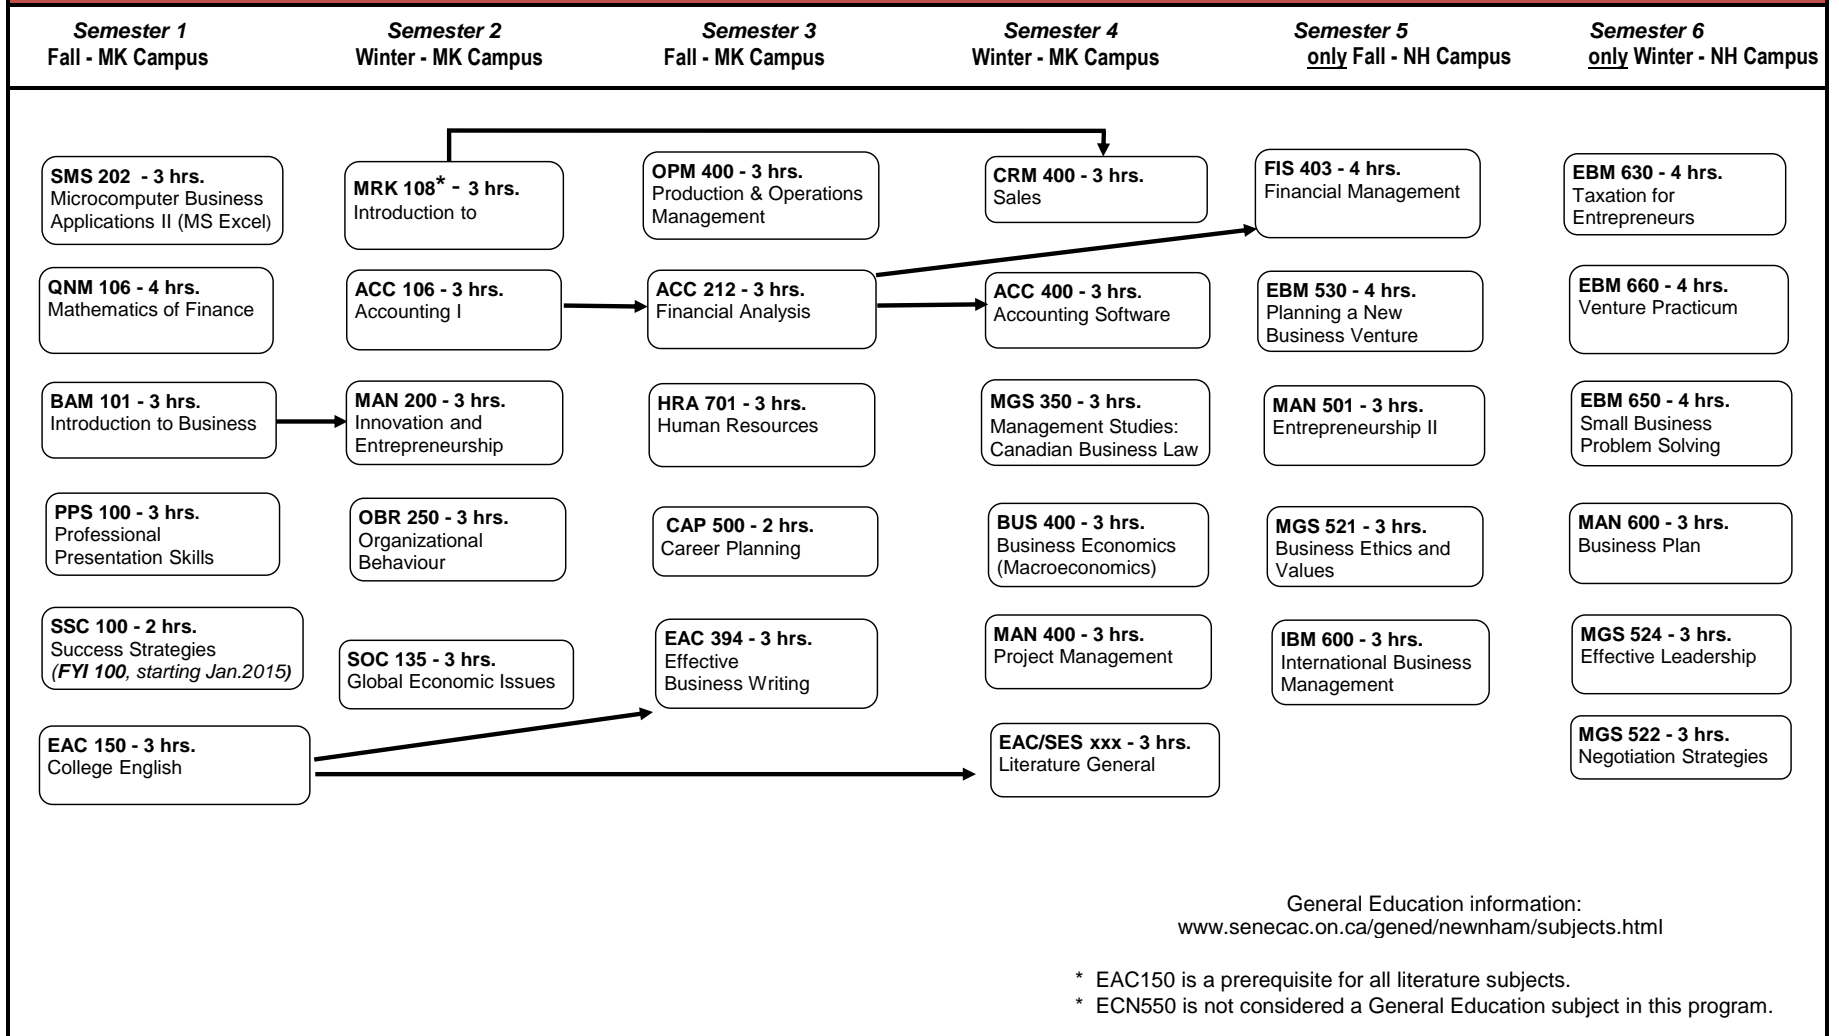 Semester 1
Fall - MK Campus
Semester 2
Winter - MK Campus
Semester 3
Fall - MK Campus
Semester 4
Winter - MK Campus
Semester 5
only Fall - NH Campus
Semester 6
only Winter - NH Campus
SMS 202  - 3 hrs.
Microcomputer Business
Applications II (MS Excel)
QNM 106 - 4 hrs.
Mathematics of Finance
BAM 101 - 3 hrs.
Introduction to Business
PPS 100 - 3 hrs.
Professional
Presentation Skills
SSC 100 - 2 hrs.
Success Strategies
(FYI 100, starting Jan.2015)
EAC 150 - 3 hrs.
College English
MRK 108* - 3 hrs.
Introduction to
ACC 106 - 3 hrs.
Accounting I
MAN 200 - 3 hrs.
Innovation and
Entrepreneurship
OBR 250 - 3 hrs.
Organizational
Behaviour
SOC 135 - 3 hrs.
Global Economic Issues
OPM 400 - 3 hrs.
Production & Operations
Management
ACC 212 - 3 hrs.
Financial Analysis
HRA 701 - 3 hrs.
Human Resources
CAP 500 - 2 hrs.
Career Planning
EAC 394 - 3 hrs.
Effective
Business Writing
CRM 400 - 3 hrs.
Sales
ACC 400 - 3 hrs.
Accounting Software
MGS 350 - 3 hrs.
Management Studies:
Canadian Business Law
BUS 400 - 3 hrs.
Business Economics
(Macroeconomics)
MAN 400 - 3 hrs.
Project Management
EAC/SES xxx - 3 hrs.
Literature General
FIS 403 - 4 hrs.
Financial Management
EBM 530 - 4 hrs.
Planning a New
Business Venture
MAN 501 - 3 hrs.
Entrepreneurship II
MGS 521 - 3 hrs.
Business Ethics and
Values
IBM 600 - 3 hrs.
International Business
Management
EBM 630 - 4 hrs.
Taxation for
Entrepreneurs
EBM 660 - 4 hrs.
Venture Practicum
EBM 650 - 4 hrs.
Small Business
Problem Solving
MAN 600 - 3 hrs.
Business Plan
MGS 524 - 3 hrs.
Effective Leadership
MGS 522 - 3 hrs.
Negotiation Strategies
General Education information:
www.senecac.on.ca/gened/newnham/subjects.html
* EAC150 is a prerequisite for all literature subjects.
* ECN550 is not considered a General Education subject in this program.